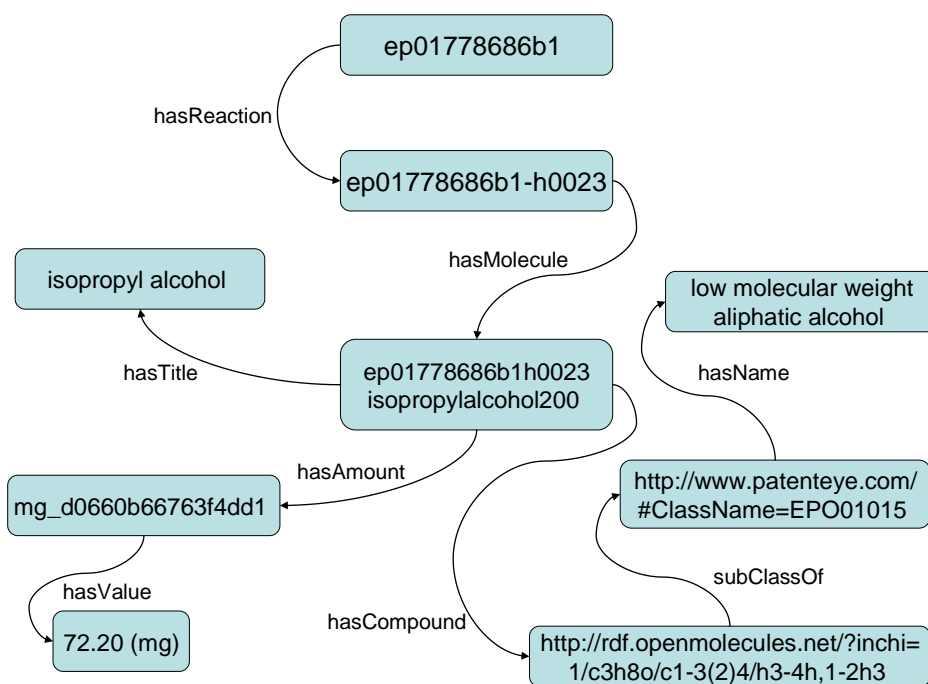 ep01778686b1
hasReaction
ep01778686b1-h0023
hasMolecule
isopropyl alcohol
low molecular weight
aliphatic alcohol
hasTitle
ep01778686b1h0023
isopropylalcohol200
hasName
hasAmount
mg_d0660b66763f4dd1
http://www.patenteye.com/
#ClassName=EPO01015
hasValue
subClassOf
hasCompound
72.20 (mg)
http://rdf.openmolecules.net/?inchi=
1/c3h8o/c1-3(2)4/h3-4h,1-2h3